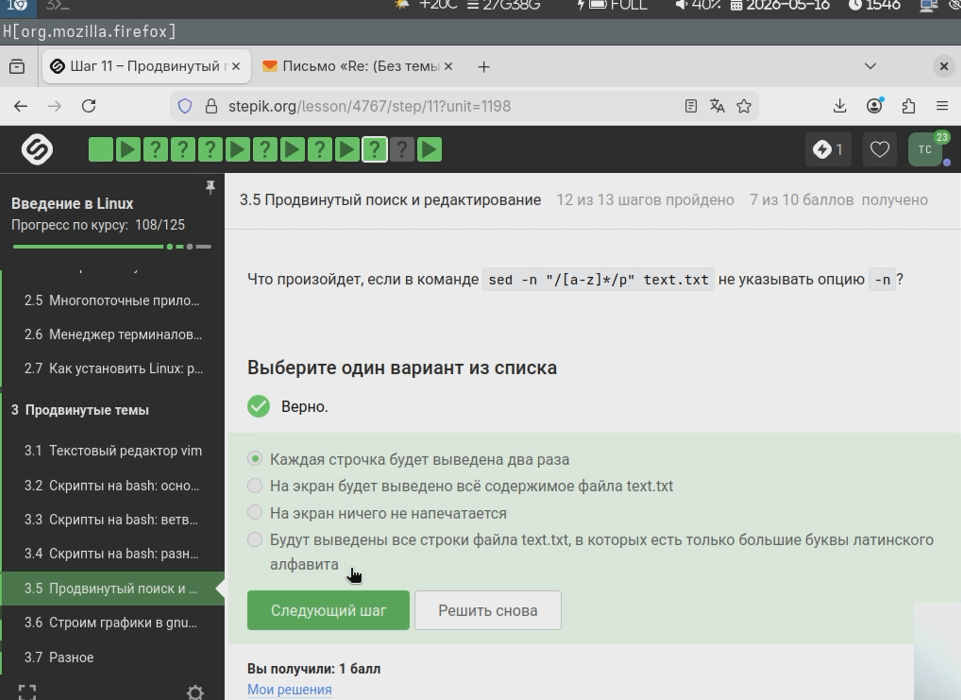 +20C 27G38G FULL 40% 2026-05-16 1546
H[org.mozilla.firefox]
Шаг 11 – Продвинутый
Письмо «Re: (Без темы
stepik.org/lesson/4767/step/11?unit=1198
1
TC
23
Введение в Linux
Прогресс по курсу: 108/125
3.5 Продвинутый поиск и редактирование 12 из 13 шагов пройдено 7 из 10 баллов получено
2.5 Многопоточные прило...
2.6 Менеджер терминалов...
2.7 Как установить Linux: р...
3 Продвинутые темы
3.1 Текстовый редактор vim
3.2 Скрипты на bash: осно...
3.3 Скрипты на bash: ветв...
3.4 Скрипты на bash: разн...
3.5 Продвинутый поиск и ...
3.6 Строим графики в gnu...
3.7 Разное
Что произойдет, если в команде sed -n "/[a-z]*/p" text.txt не указывать опцию -n ?
Выберите один вариант из списка
Верно.
Каждая строчка будет выведена два раза
На экран будет выведено всё содержимое файла text.txt
На экран ничего не напечатается
Будут выведены все строки файла text.txt, в которых есть только большие буквы латинского
алфавита
Следующий шаг
Решить снова
Вы получили: 1 балл
Мои решения